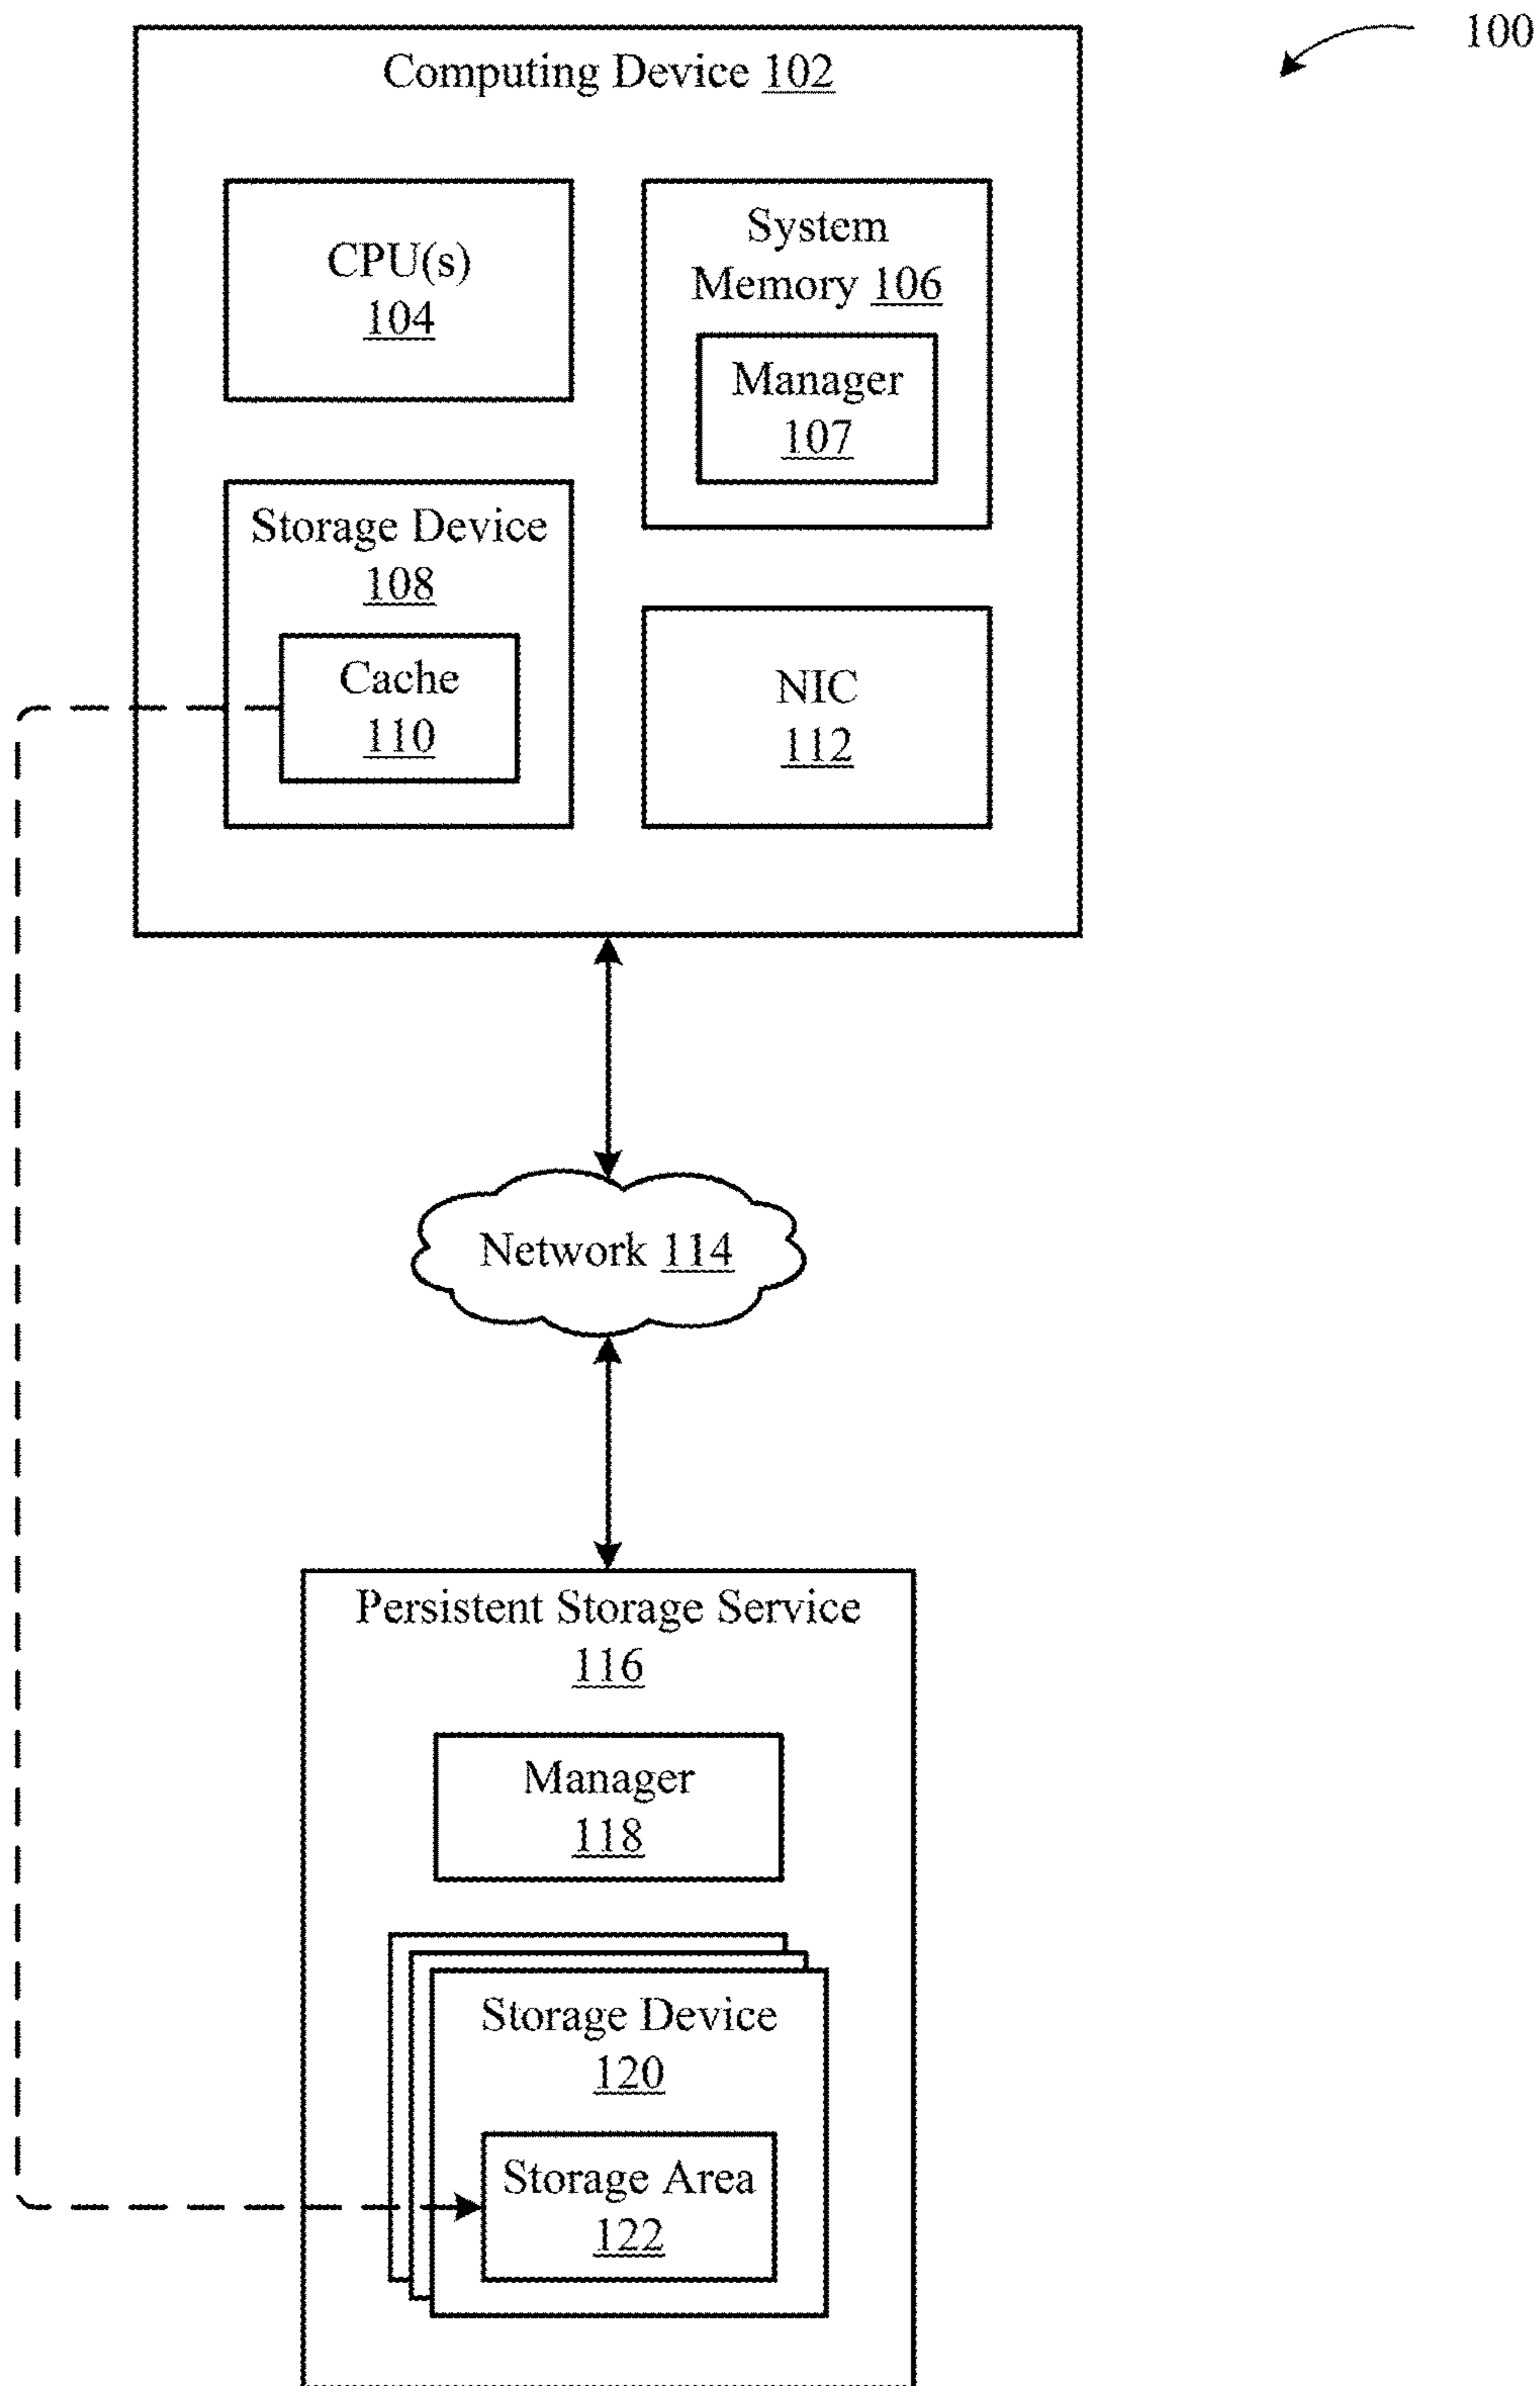 100
Computing Device 102
CPU(s)
104
System
Memory 106
Manager
107
Storage Device
108
Cache
110
NIC
112
Network 114
Persistent Storage Service
116
Manager
118
Storage Device
120
Storage Area
122